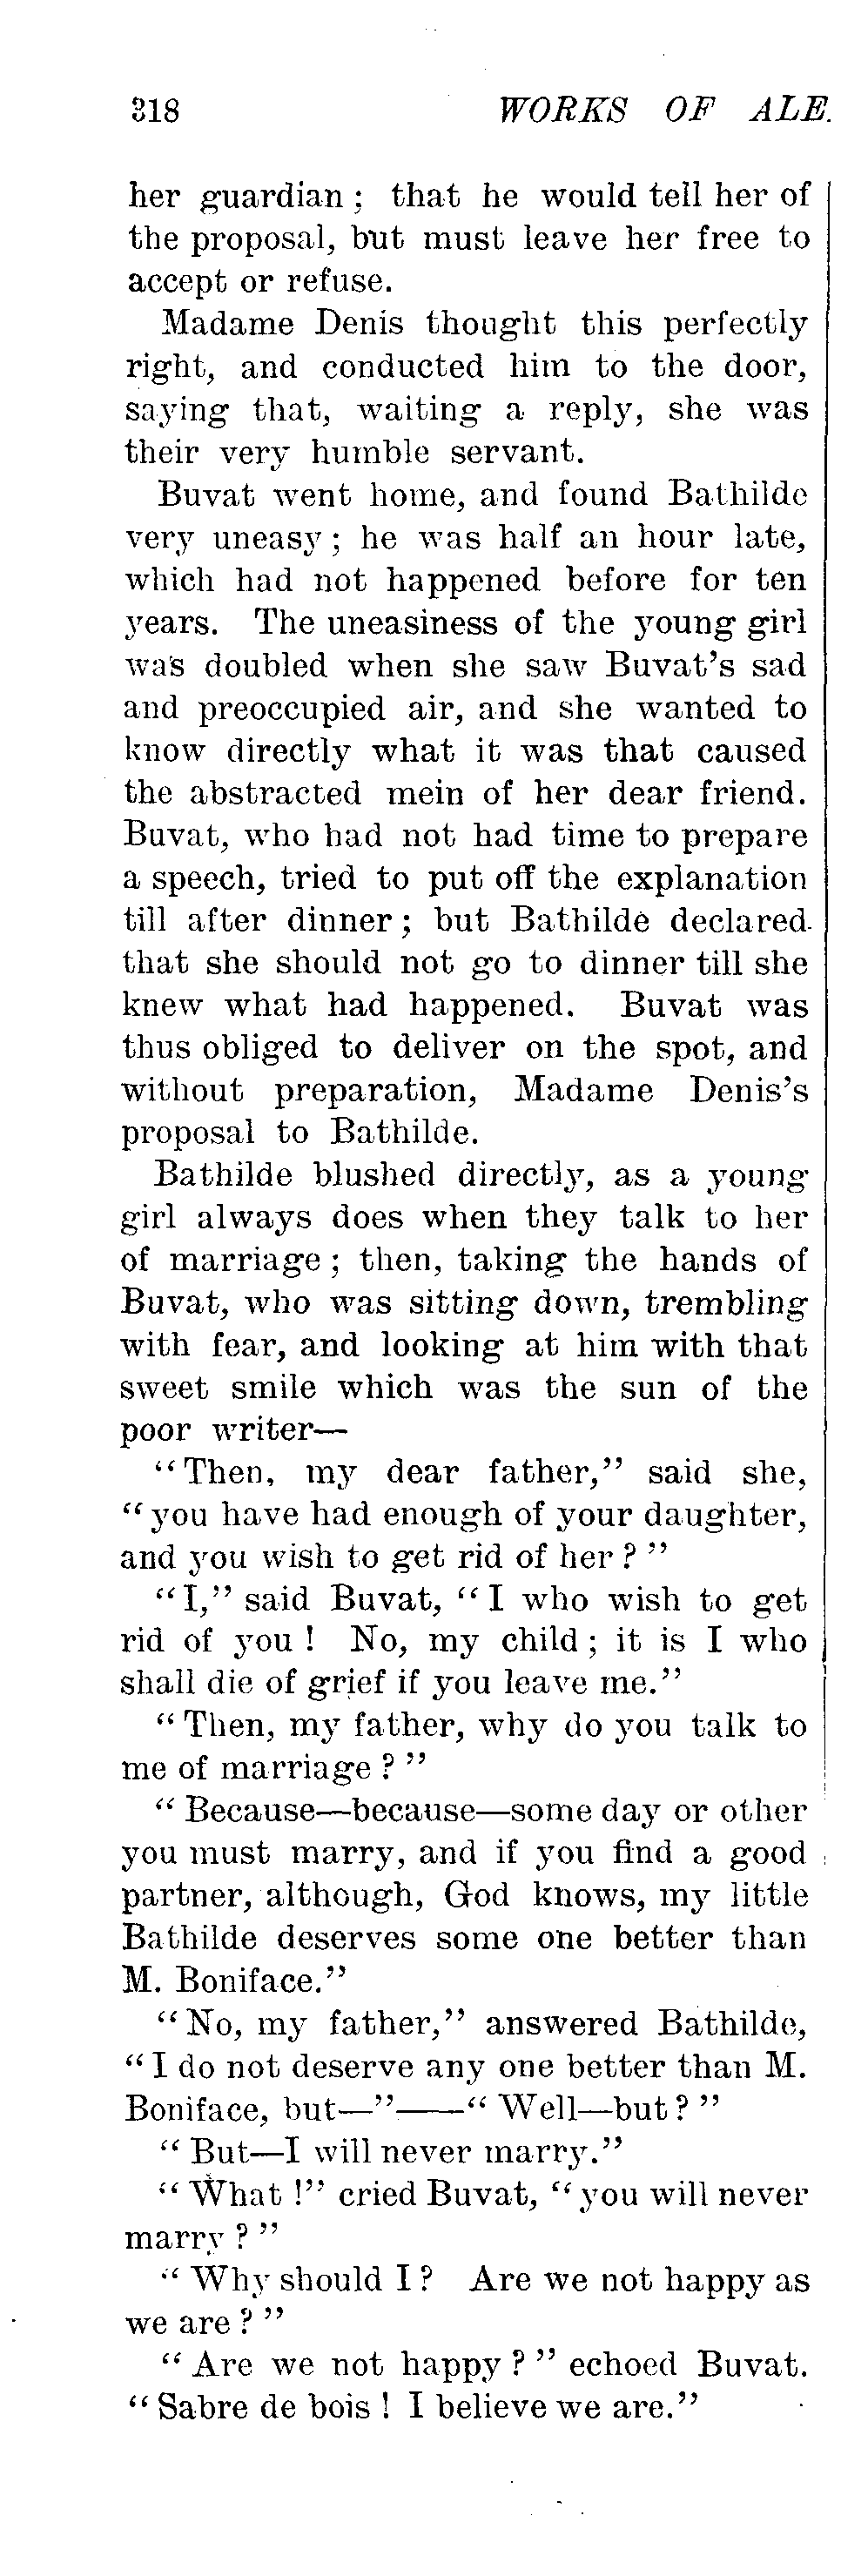 318 WORKS OF ALE.
her guardian ; that he would tell her of
the proposal, but must leave her free to
accept or refuse.
Madame Denis thought this perfectly
right, and conducted him to the door,
saying that, waiting a reply, she was
their very humble servant.
Buvat went home, and found Bathilde
very uneasy ; he was half an hour late,
which had not happened before for ten
years. The uneasiness of the young girl
was doubled when she saw Buvat's sad
and preoccupied air, and she wanted to
know directly what it was that caused
the abstracted mein of her dear friend.
Buvat, who had not had time to prepare
a speech, tried to put off the explanation
till after dinner ; but Bathilde declared
that she should not go to dinner till she
knew what had happened. Buvat was
thus obliged to deliver on the spot, and
without preparation, Madame Denis's
proposal to Bathilde.
Bathilde blushed directly, as a young
girl always does when they talk to her
of marriage ; then, taking the hands of
Buvat, who was sitting down, trembling
with fear, and looking at him with that
sweet smile which was the sun of the
poor writer—
“Then, my dear father,” said she,
“you have had enough of your daughter,
and you wish to get rid of her ? ”
“I,” said Buvat, “I who wish to get
rid of you ! No, my child ; it is I who
shall die of grief if you leave me.”
“Then, my father, why do you talk to
me of marriage ? ”
“Because—because—some day or other
you must marry, and if you find a good
partner, although, God knows, my little
Bathilde deserves some one better than
M. Boniface.”
“No, my father,” answered Bathilde,
“I do not deserve any one better than M.
Boniface, but—”——“ Well—but ? ”
“But—I will never marry.”
“What !” cried Buvat, “you will never
marry ? ”
“Why should I ? Are we not happy as
we are ? ”
“Are we not happy ? ” echoed Buvat.
“Sabre de bois ! I believe we are.”